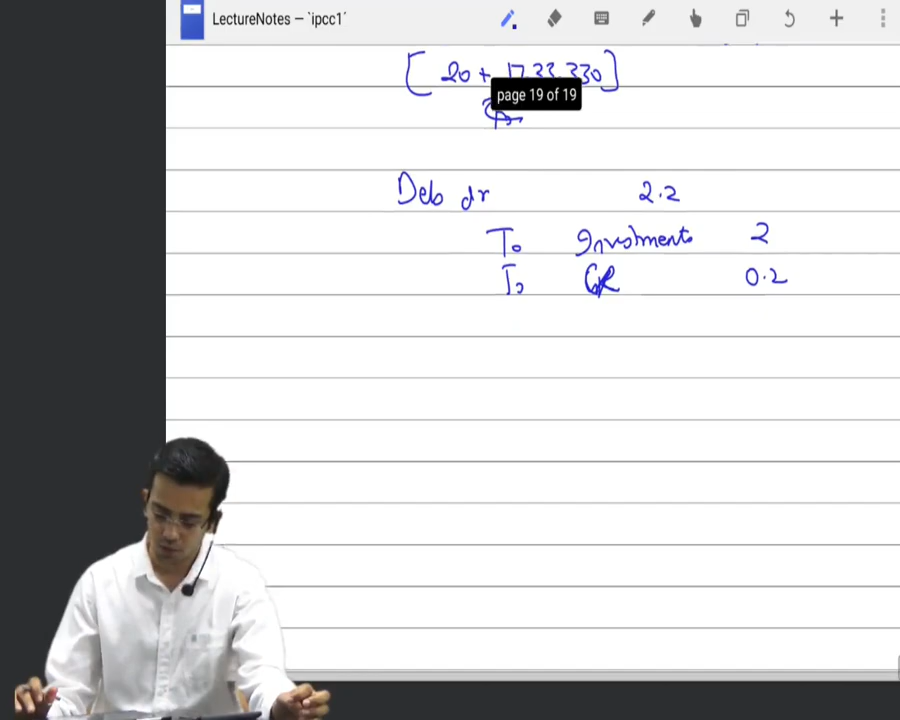 LectureNotes – `ipcc1`
[ 20 + 17,33,330 ]
page 19 of 19
Deb dr 2.2
To Investments 2
To CR 0.2